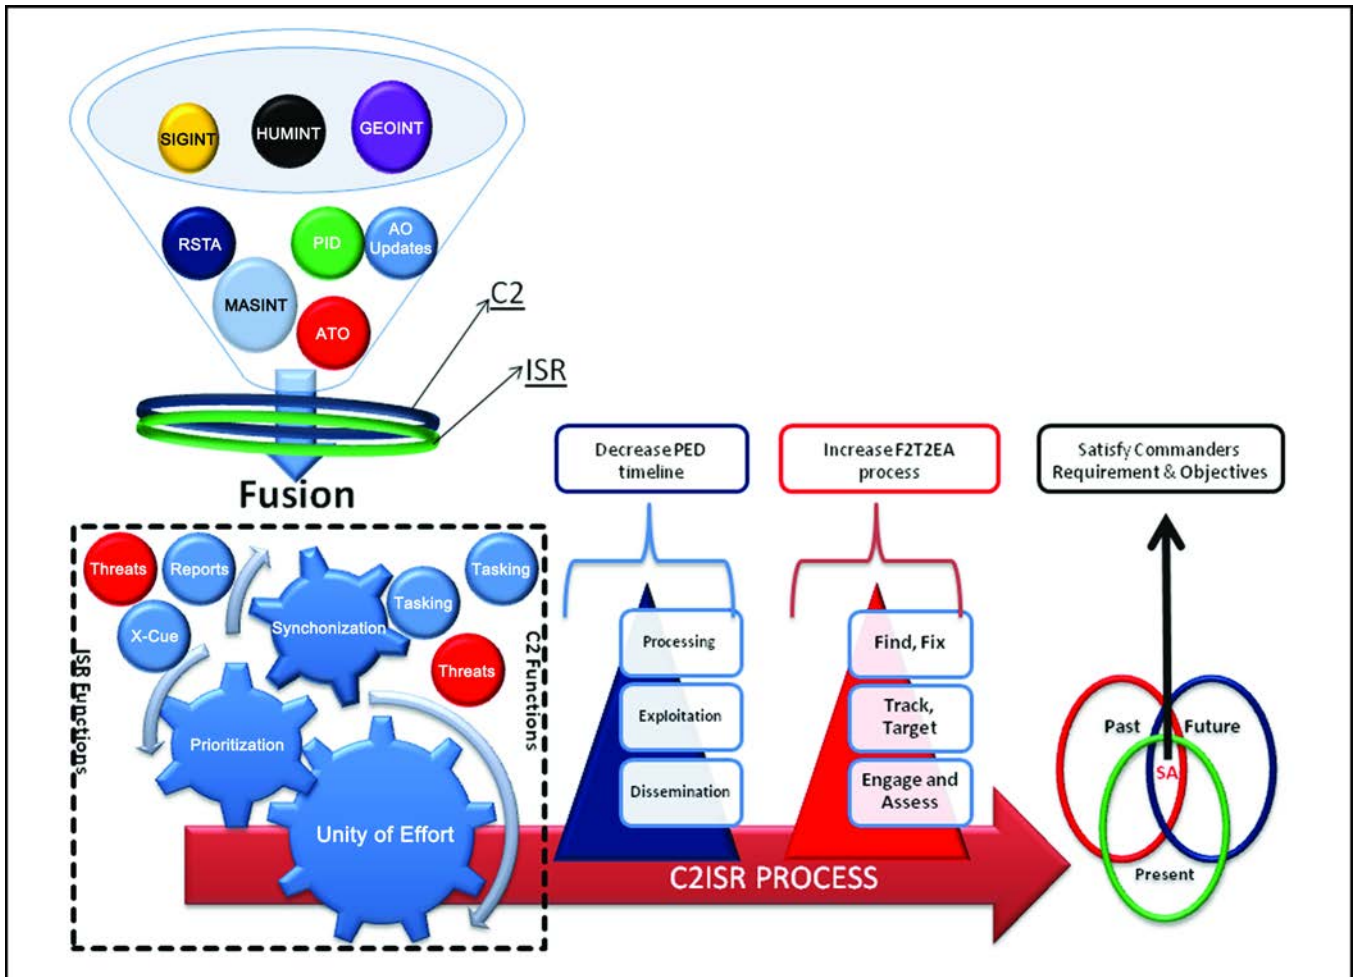 SIGINT
HUMINT
GEOINT
RSTA
PID
AO
Updates
MASINT
ATO
C2
ISR
Fusion
Decrease PED
timeline
Increase F2T2EA
process
Satisfy Commanders
Requirement & Objectives
Threats
Reports
X-Cue
Synchonization
Tasking
Tasking
Threats
ISR Functions
C2 Functions
Prioritization
Unity of Effort
Processing
Exploitation
Dissemination
Find, Fix
Track,
Target
Engage and
Assess
Past
Future
SA
Present
C2ISR PROCESS